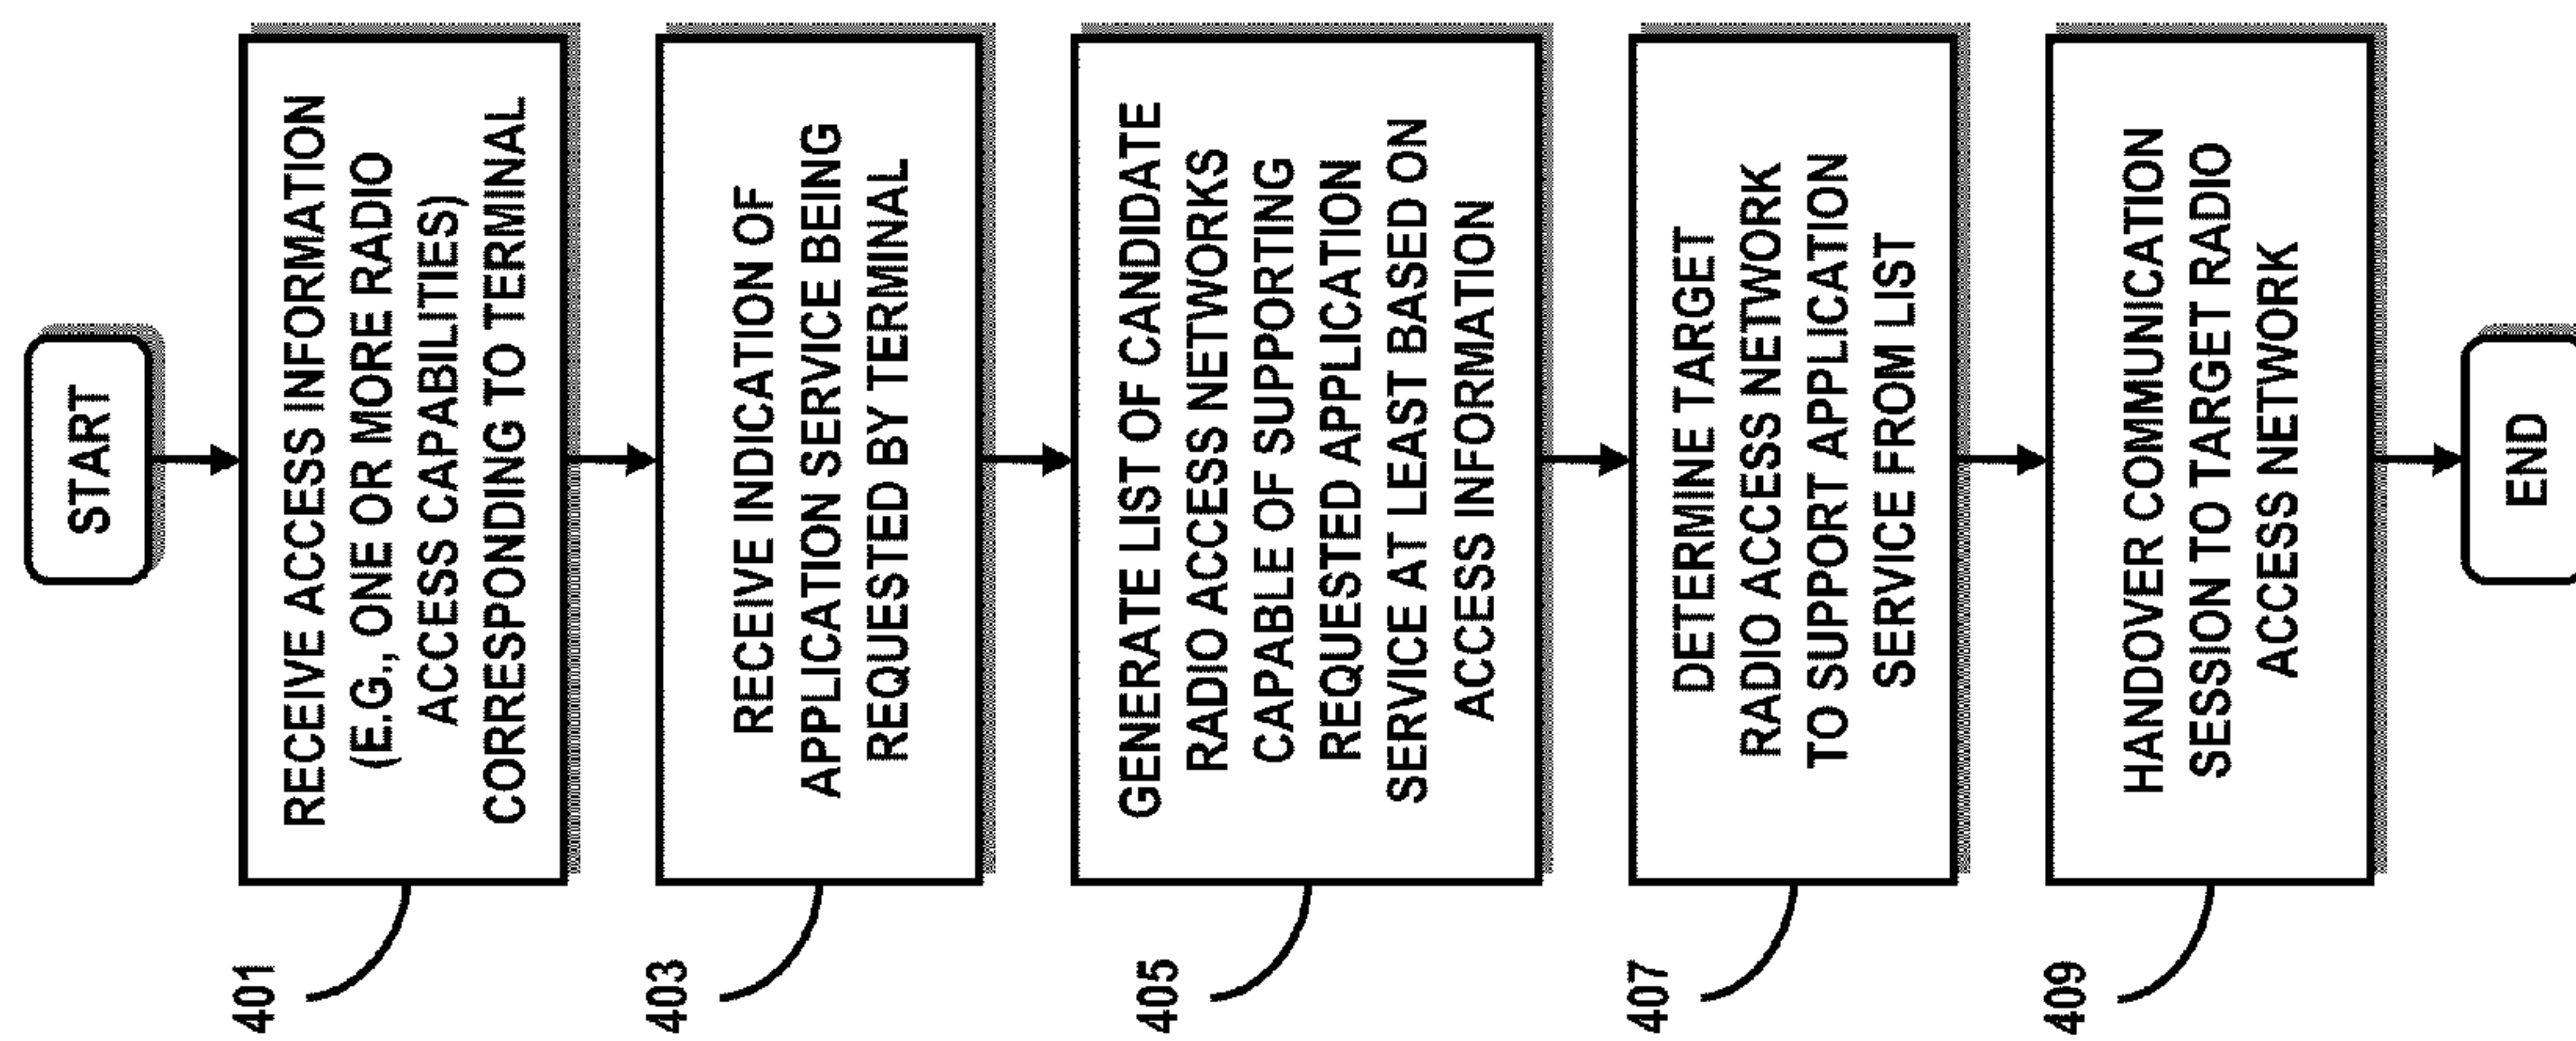 START
401
RECEIVE ACCESS INFORMATION
(E.G., ONE OR MORE RADIO
ACCESS CAPABILITIES)
CORRESPONDING TO TERMINAL
403
RECEIVE INDICATION OF
APPLICATION SERVICE BEING
REQUESTED BY TERMINAL
405
GENERATE LIST OF CANDIDATE
RADIO ACCESS NETWORKS
CAPABLE OF SUPPORTING
REQUESTED APPLICATION
SERVICE AT LEAST BASED ON
ACCESS INFORMATION
407
DETERMINE TARGET
RADIO ACCESS NETWORK
TO SUPPORT APPLICATION
SERVICE FROM LIST
409
HANDOVER COMMUNICATION
SESSION TO TARGET RADIO
ACCESS NETWORK
END